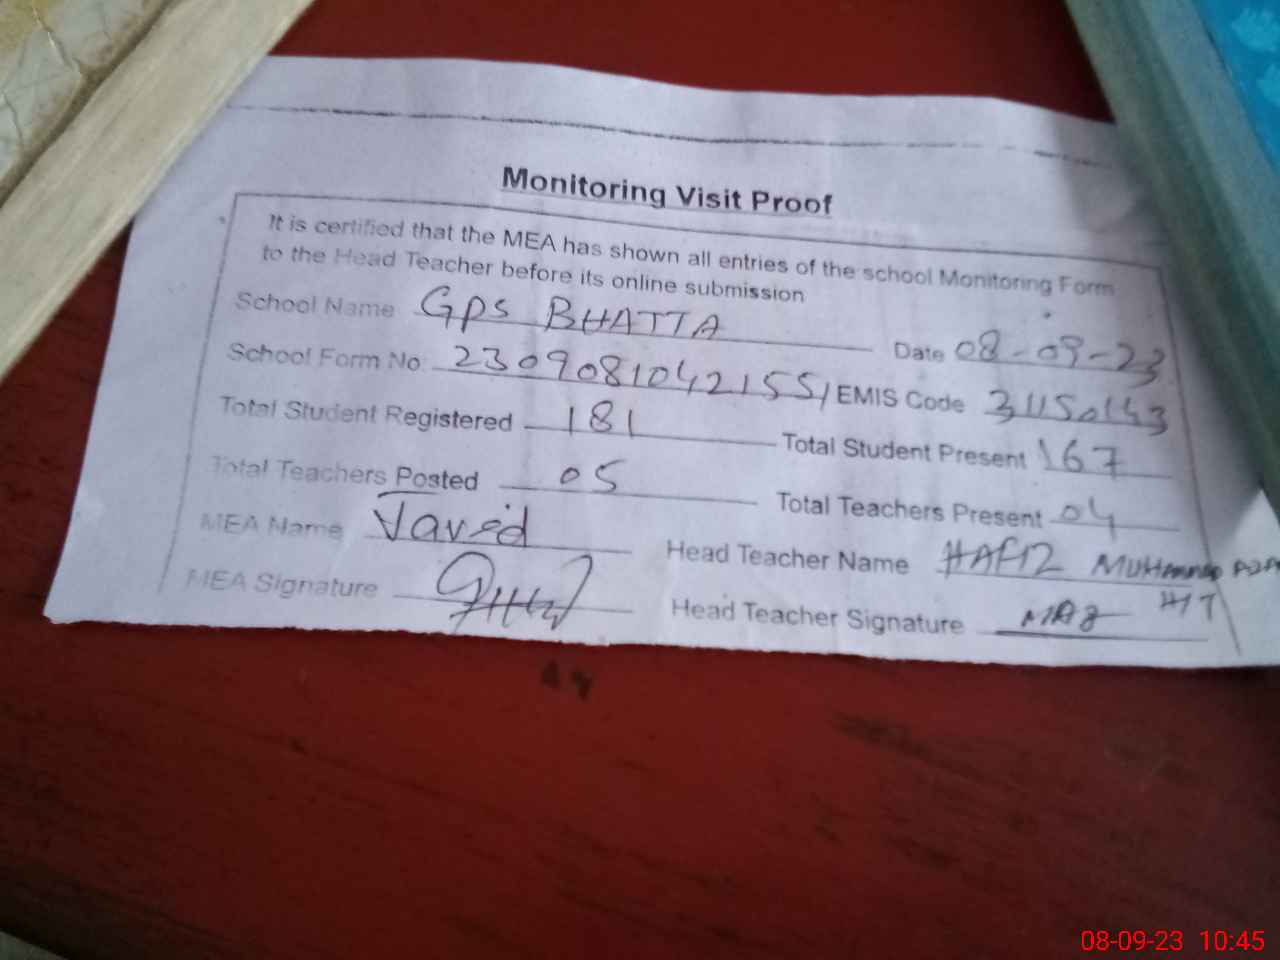 Monitoring Visit Proof
It is certified that the MEA has shown all entries of the school Monitoring Form
to the Head Teacher before its online submission
School Name GPS BHATTA Date 08-09-23
School Form No. 2309081042155 / EMIS Code 31150143
Total Student Registered 181 Total Student Present 167
Total Teachers Posted 05 Total Teachers Present 04
MEA Name Javed Head Teacher Name HAFIZ MUHAMMAD
MEA Signature Head Teacher Signature
08-09-23 10:45